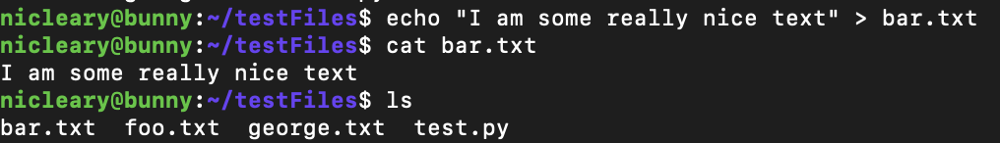 nicleary@bunny:~/testFiles$ echo "I am some really nice text" > bar.txt
nicleary@bunny:~/testFiles$ cat bar.txt
I am some really nice text
nicleary@bunny:~/testFiles$ ls
bar.txt  foo.txt  george.txt  test.py